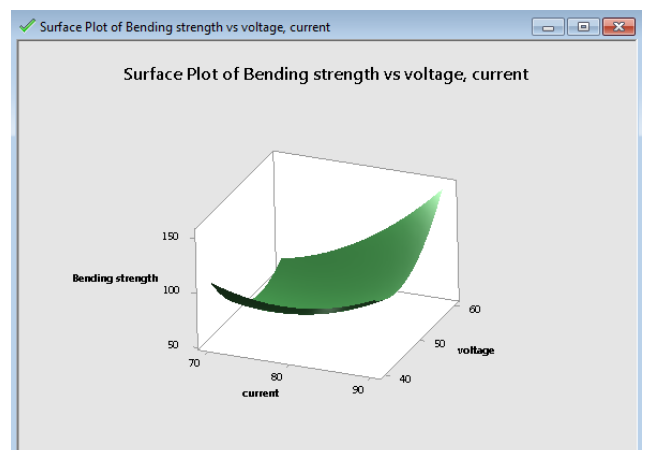 Surface Plot of Bending strength vs voltage, current
Surface Plot of Bending strength vs voltage, current
150
Bending strength
100
50
60
50
voltage
40
70
80
90
current